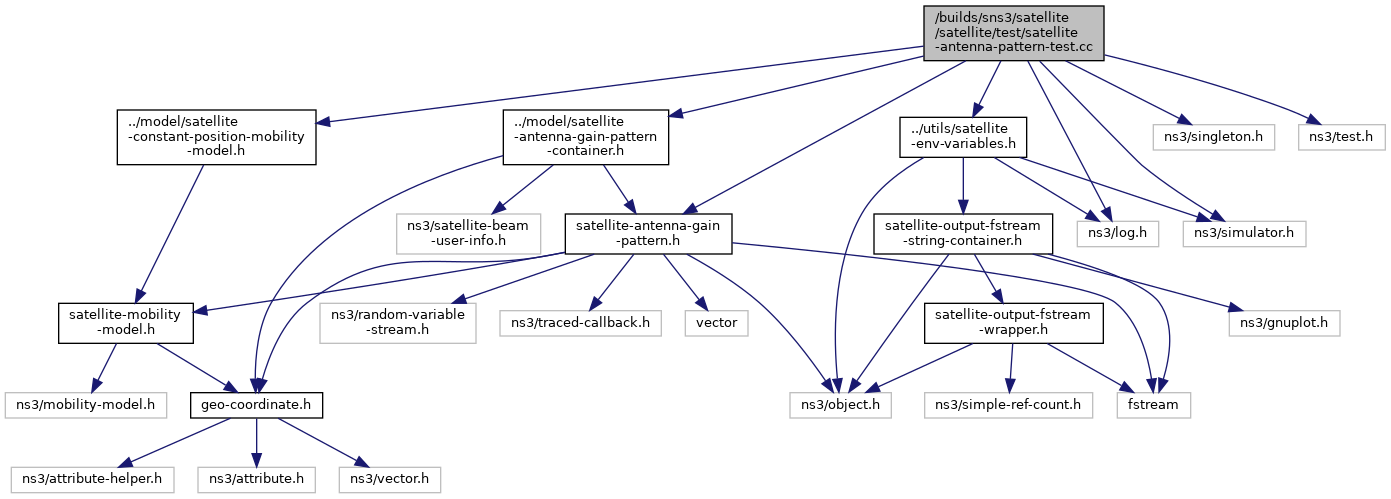 /builds/sns3/satellite
/satellite/test/satellite
-antenna-pattern-test.cc
../model/satellite
-constant-position-mobility
-model.h
../model/satellite
-antenna-gain-pattern
-container.h
../utils/satellite
-env-variables.h
ns3/singleton.h
ns3/test.h
ns3/satellite-beam
-user-info.h
satellite-antenna-gain
-pattern.h
satellite-output-fstream
-string-container.h
ns3/log.h
ns3/simulator.h
satellite-mobility
-model.h
ns3/random-variable
-stream.h
ns3/traced-callback.h
vector
satellite-output-fstream
-wrapper.h
ns3/gnuplot.h
ns3/mobility-model.h
geo-coordinate.h
ns3/object.h
ns3/simple-ref-count.h
fstream
ns3/attribute-helper.h
ns3/attribute.h
ns3/vector.h